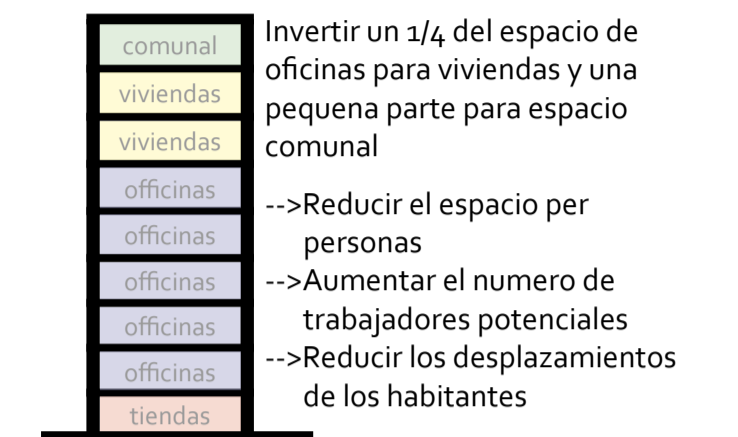 comunal
viviendas
viviendas
officinas
officinas
officinas
officinas
officinas
tiendas
Invertir un 1/4 del espacio de
oficinas para viviendas y una
pequena parte para espacio
comunal
-->Reducir el espacio per
personas
-->Aumentar el numero de
trabajadores potenciales
-->Reducir los desplazamientos
de los habitantes